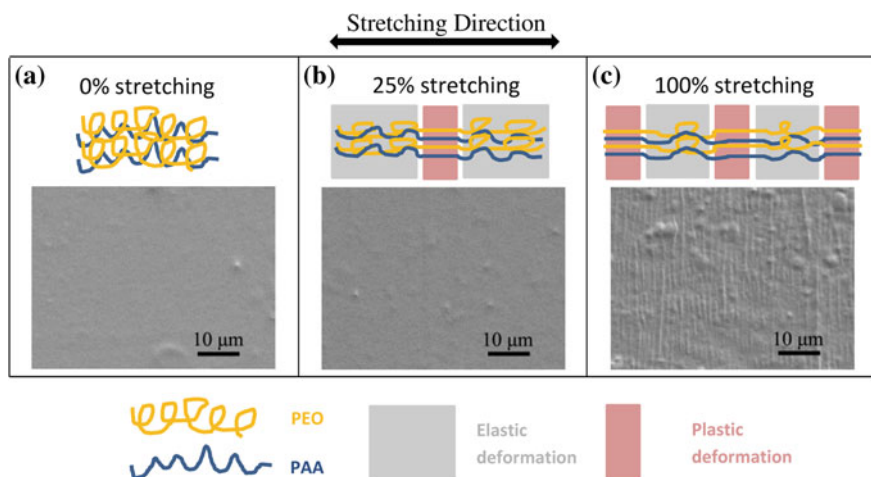 Stretching Direction
(a)
0% stretching
10 μm
(b)
25% stretching
10 μm
(c)
100% stretching
10 μm
PEO
PAA
Elastic
deformation
Plastic
deformation